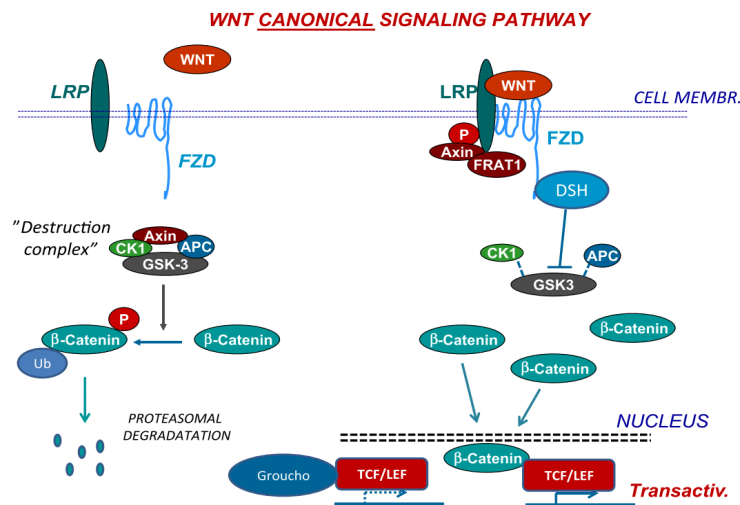 WNT CANONICAL SIGNALING PATHWAY
WNT
LRP
FZD
LRP
WNT
CELL MEMBR.
P
Axin
FRAT1
FZD
DSH
"Destruction
complex"
Axin
CK1
APC
GSK-3
CK1
APC
GSK3
P
β-Catenin
Ub
β-Catenin
β-Catenin
β-Catenin
β-Catenin
PROTEASOMAL
DEGRADATATION
NUCLEUS
β-Catenin
Groucho
TCF/LEF
TCF/LEF
Transactiv.